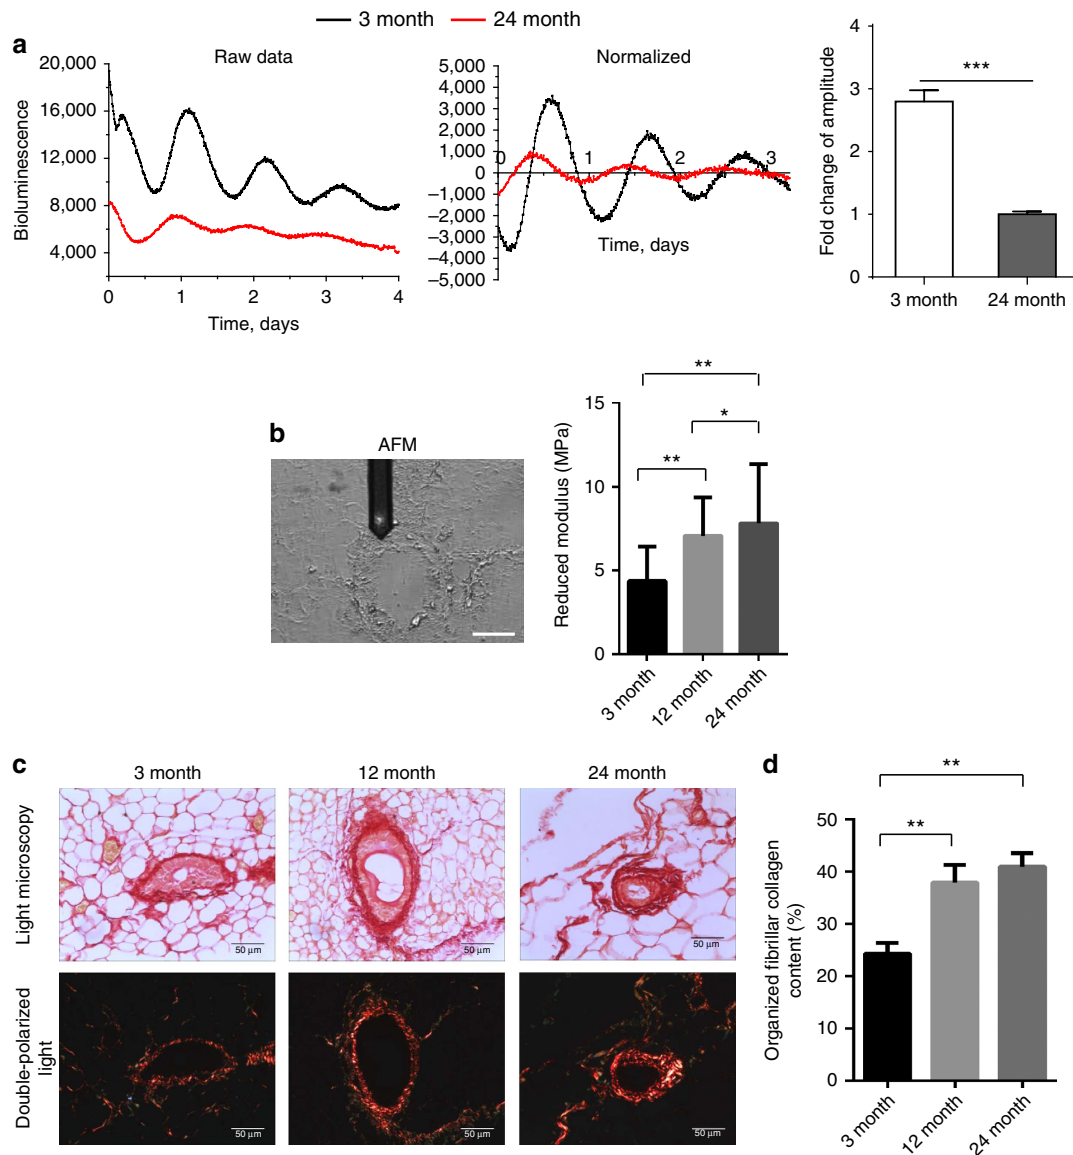 3 month 24 month
a
Raw data
20,000
16,000
12,000
8,000
4,000
Bioluminescence
0 1 2 3 4
Time, days
Normalized
5,000
4,000
3,000
2,000
1,000
0
–1,000
–2,000
–3,000
–4,000
–5,000
0 1 2 3
Time, days
4
3
2
1
0
Fold change of amplitude
***
3 month 24 month
b
AFM
Reduced modulus (MPa)
15
10
5
0
**
*
**
3 month
12 month
24 month
c
3 month 12 month 24 month
Light microscopy
50 μm 50 μm 50 μm
Double-polarized
light
50 μm 50 μm 50 μm
d
Organized fibrillar collagen
content (%)
50
40
30
20
10
0
**
**
3 month
12 month
24 month